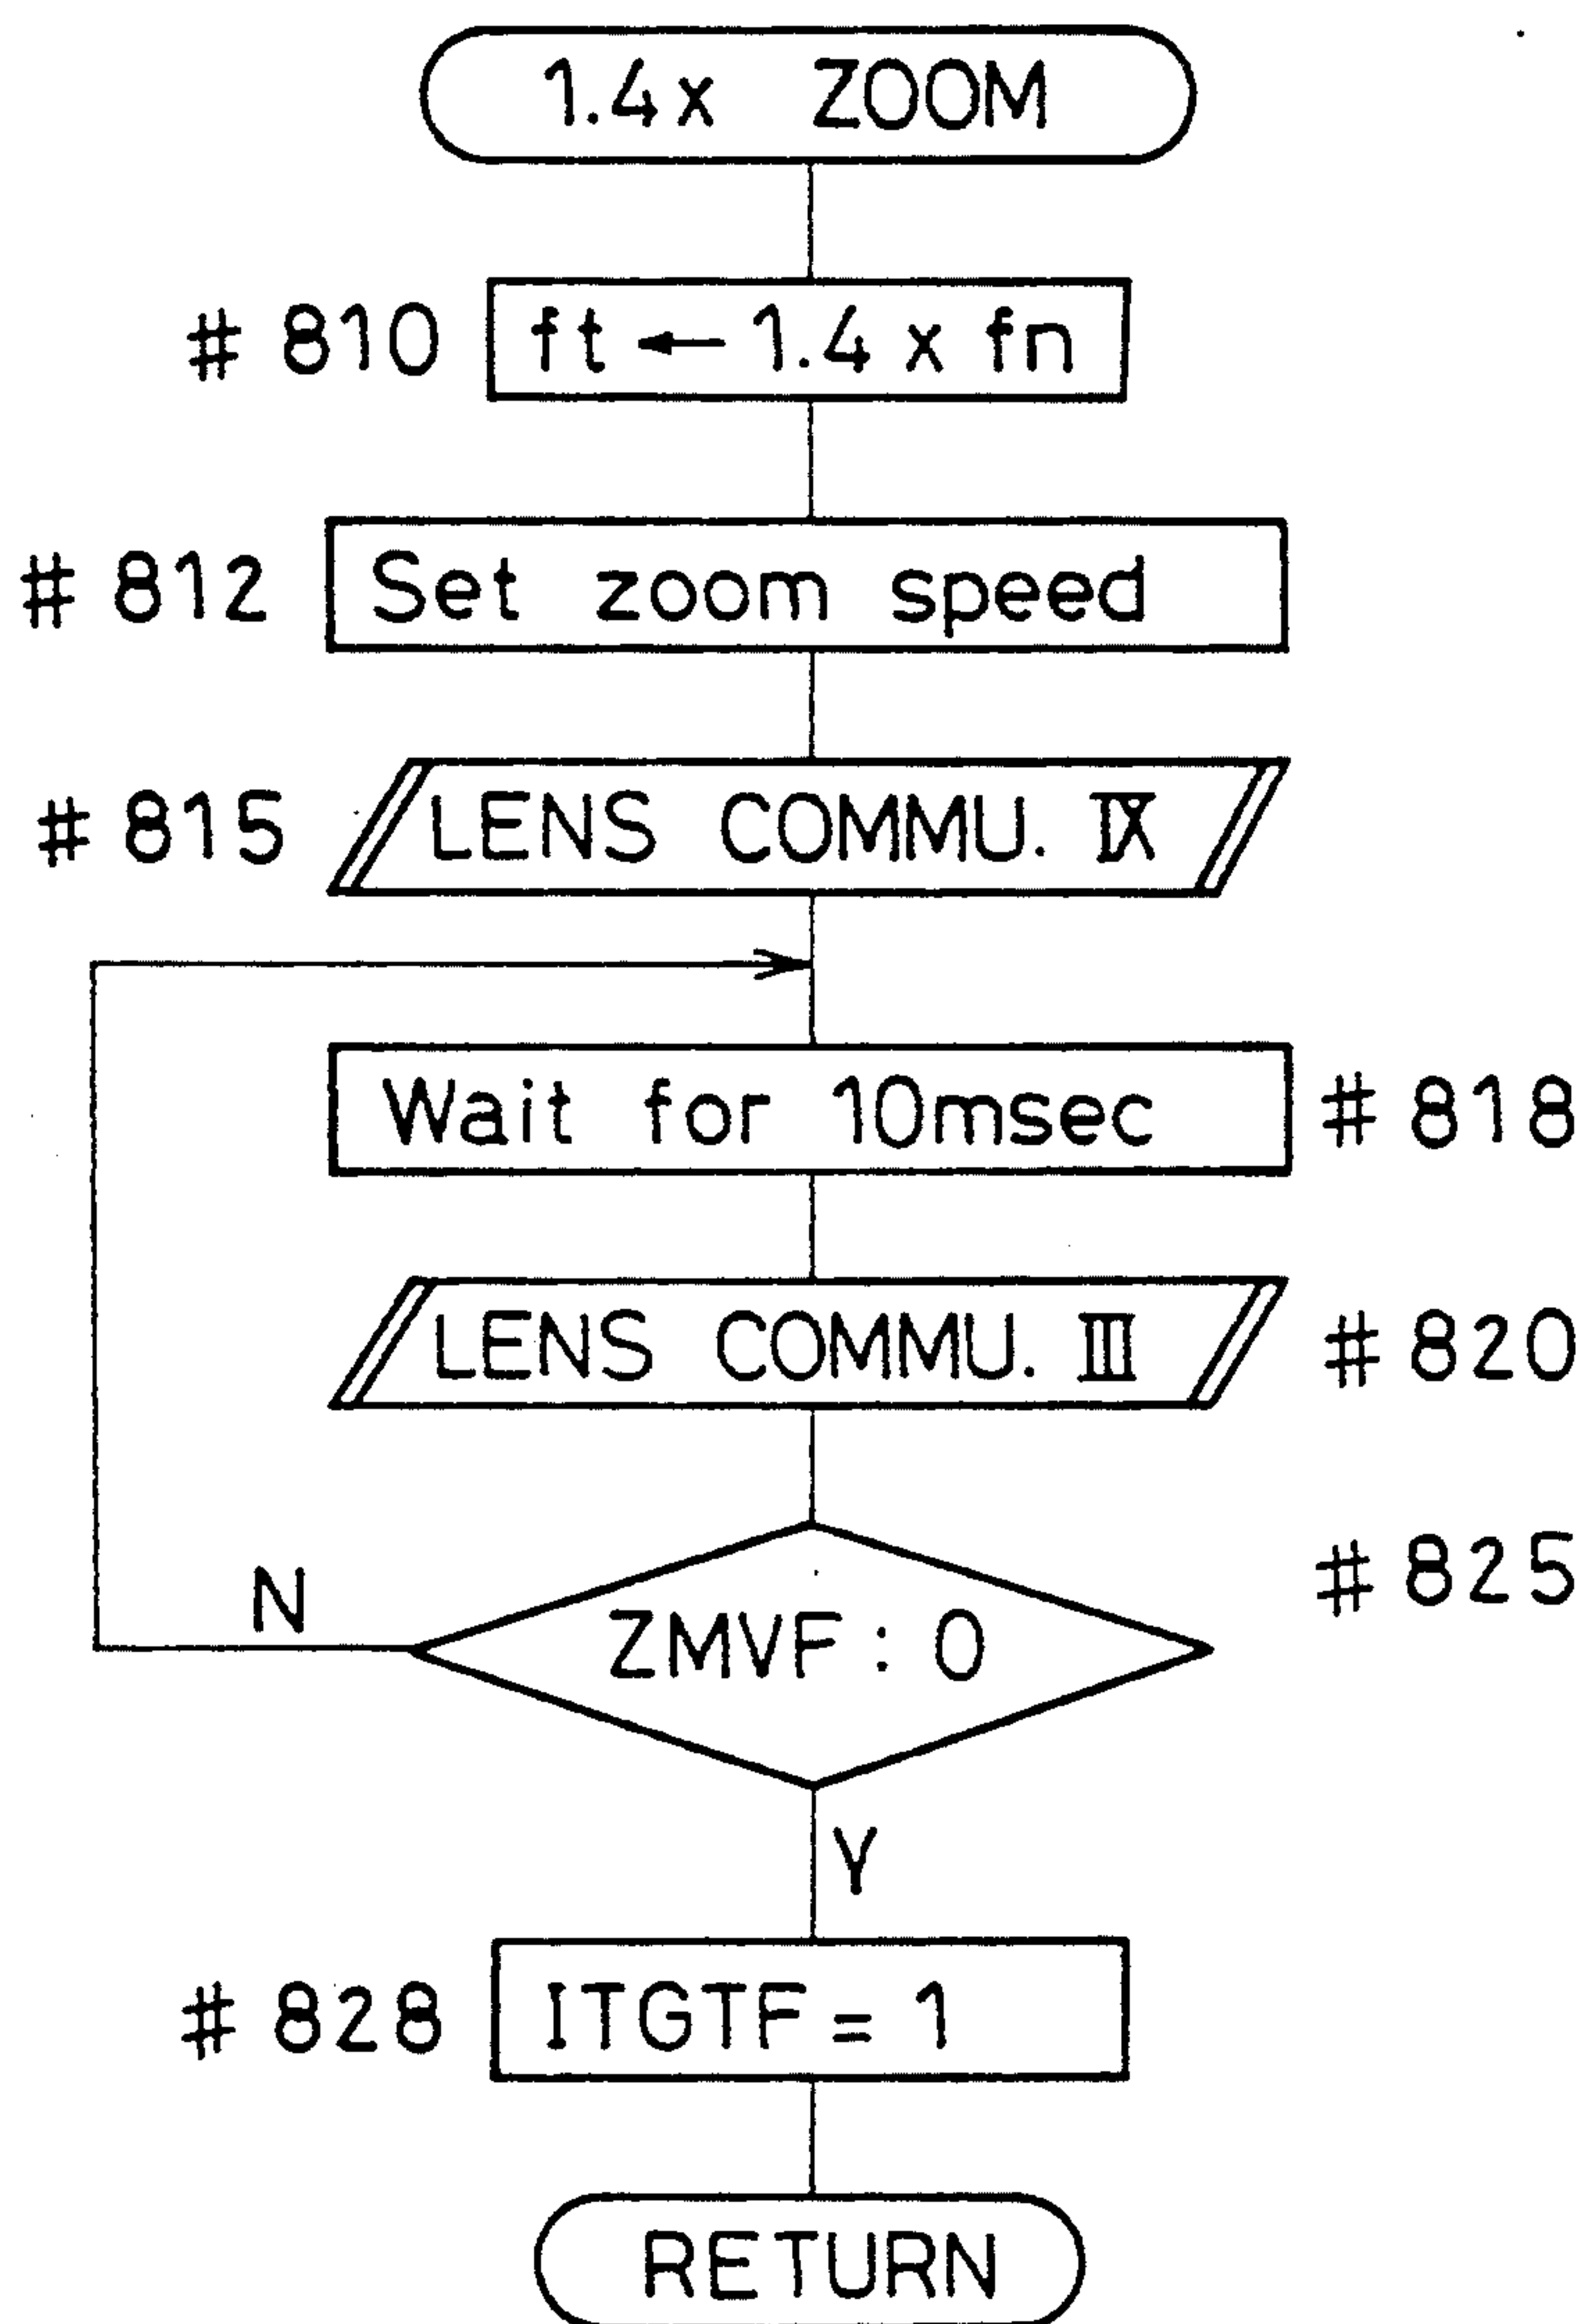 1.4x ZOOM
# 810 ft ← 1.4 x fn
# 812 Set zoom speed
# 815 LENS COMMU. IX
Wait for 10msec # 818
LENS COMMU. III # 820
# 825
N ZMVF : 0
Y
# 828 ITGTF = 1
RETURN